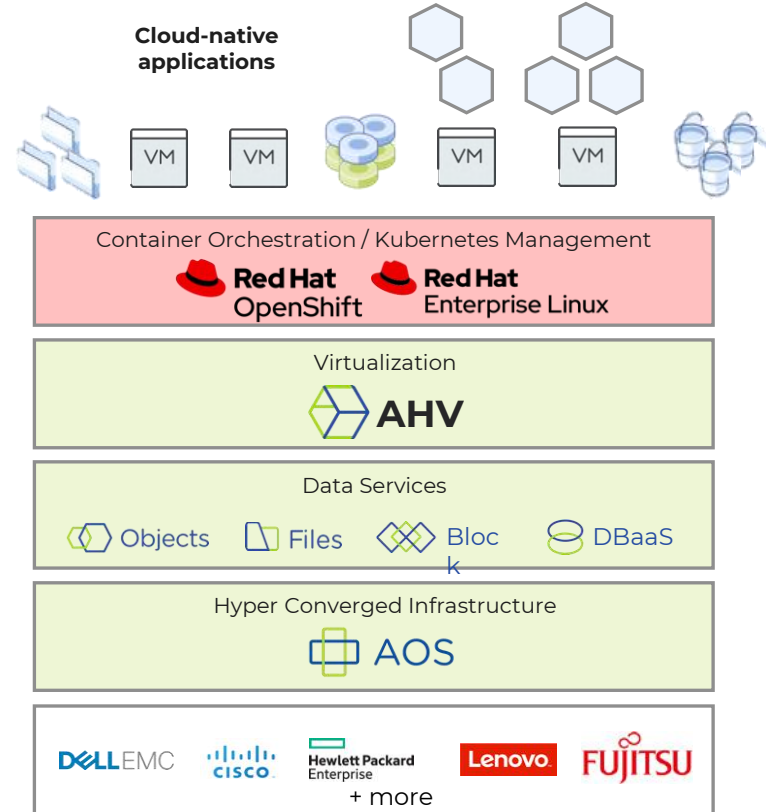 Cloud-native
applications
VM
VM
VM
VM
Container Orchestration / Kubernetes Management
Red Hat
OpenShift
Red Hat
Enterprise Linux
Virtualization
AHV
Data Services
Objects
Files
Bloc
k
DBaaS
Hyper Converged Infrastructure
AOS
DELLEMC
CISCO
Hewlett Packard
Enterprise
Lenovo
FUJITSU
+ more